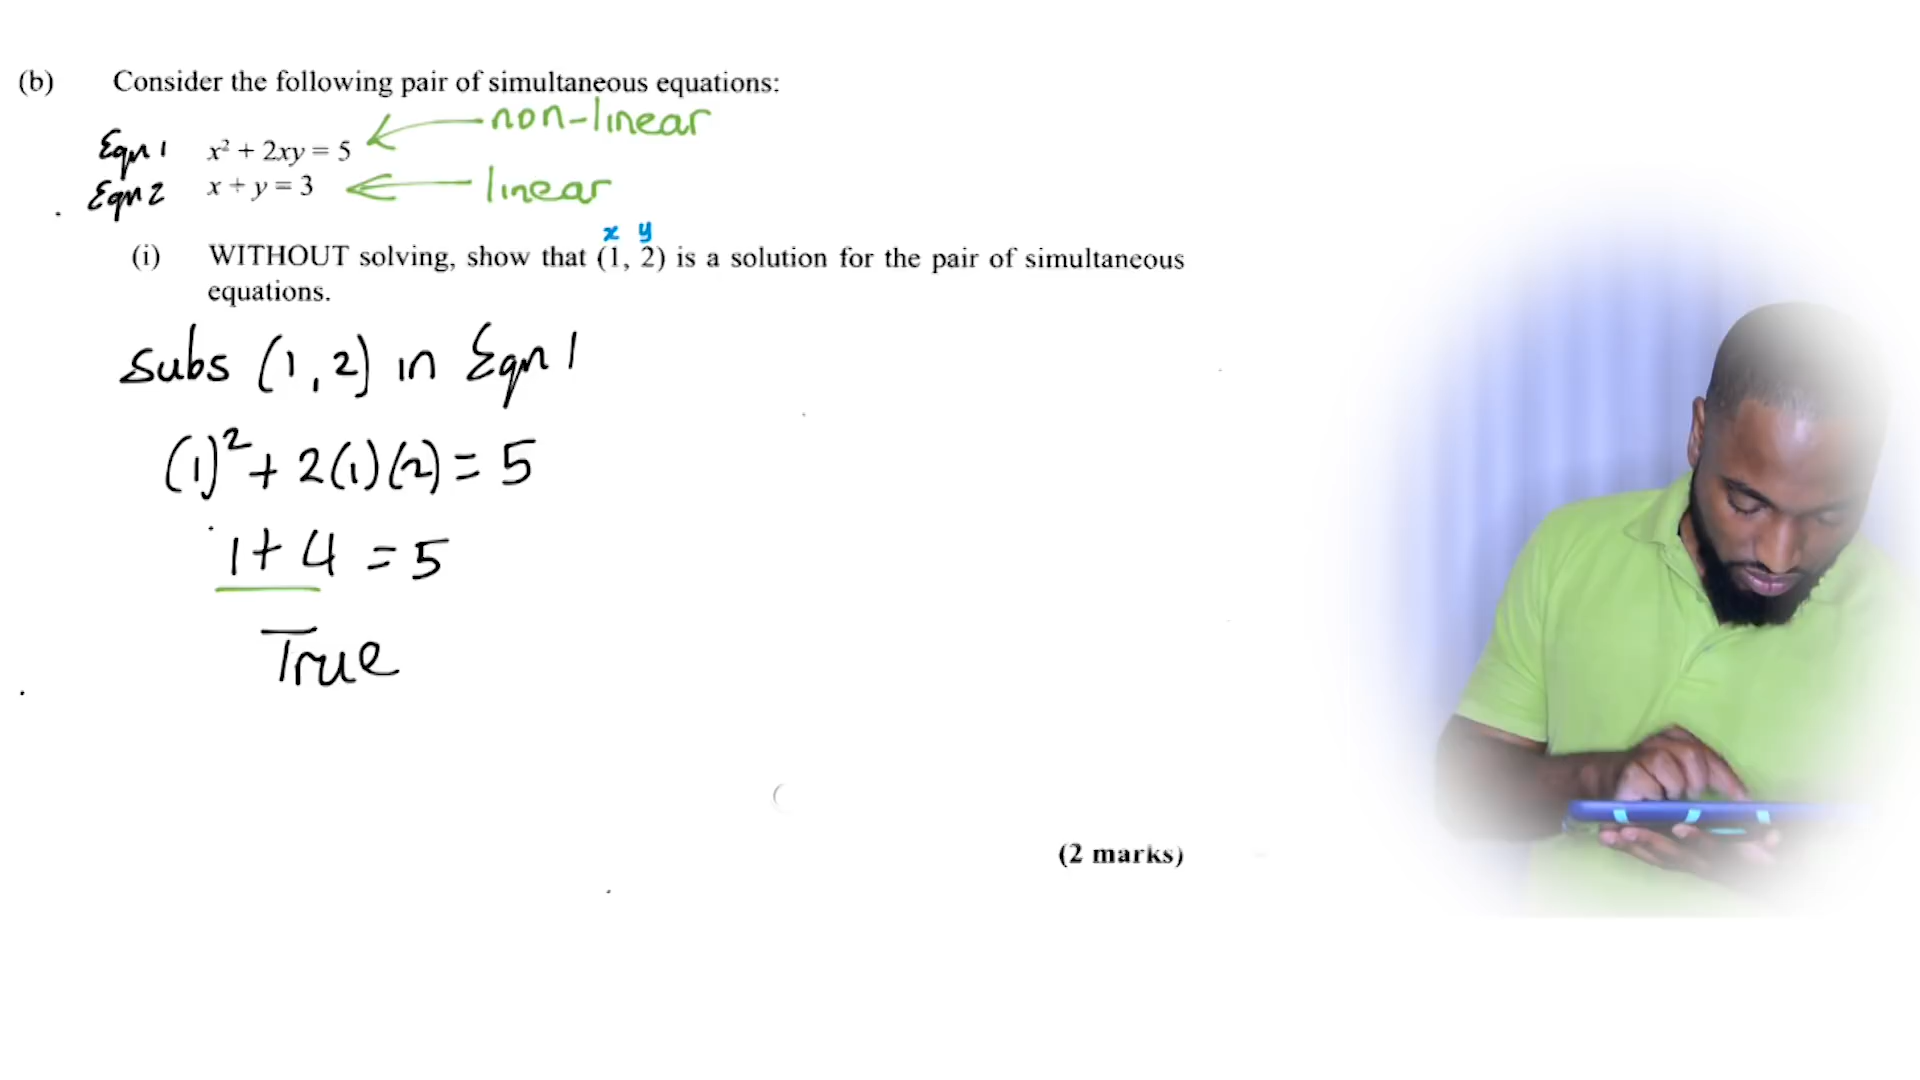 (b) Consider the following pair of simultaneous equations:
non-linear
Eqn 1 x² + 2xy = 5
Eqn 2 x + y = 3
linear
x y
(i) WITHOUT solving, show that (1, 2) is a solution for the pair of simultaneous
equations.
Subs (1, 2) in Eqn 1
(1)² + 2(1)(2) = 5
1 + 4 = 5
True
(2 marks)